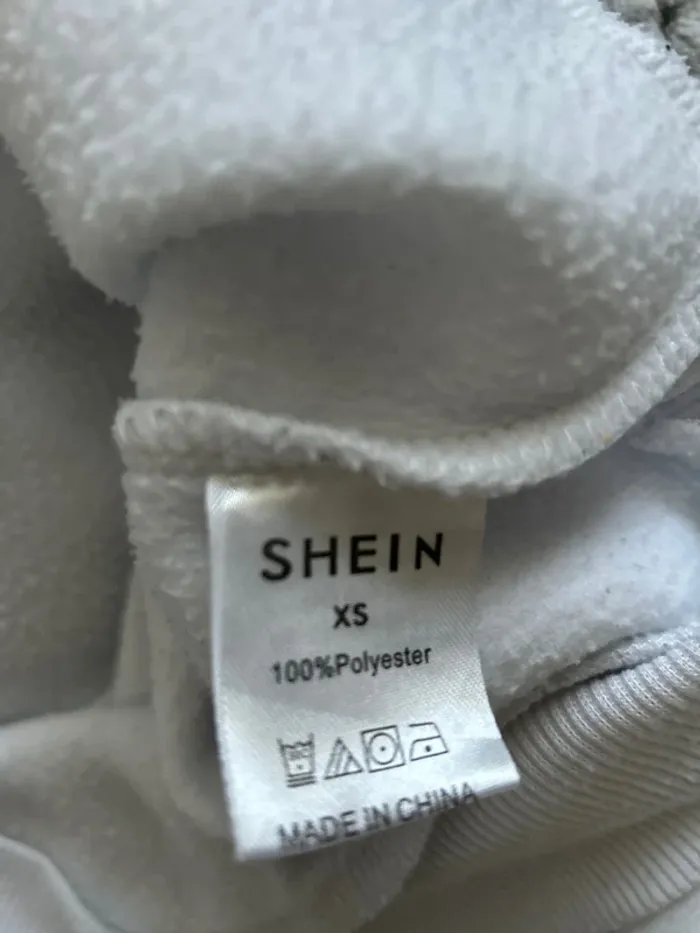 SHEIN
XS
100%Polyester
MADE IN CHINA